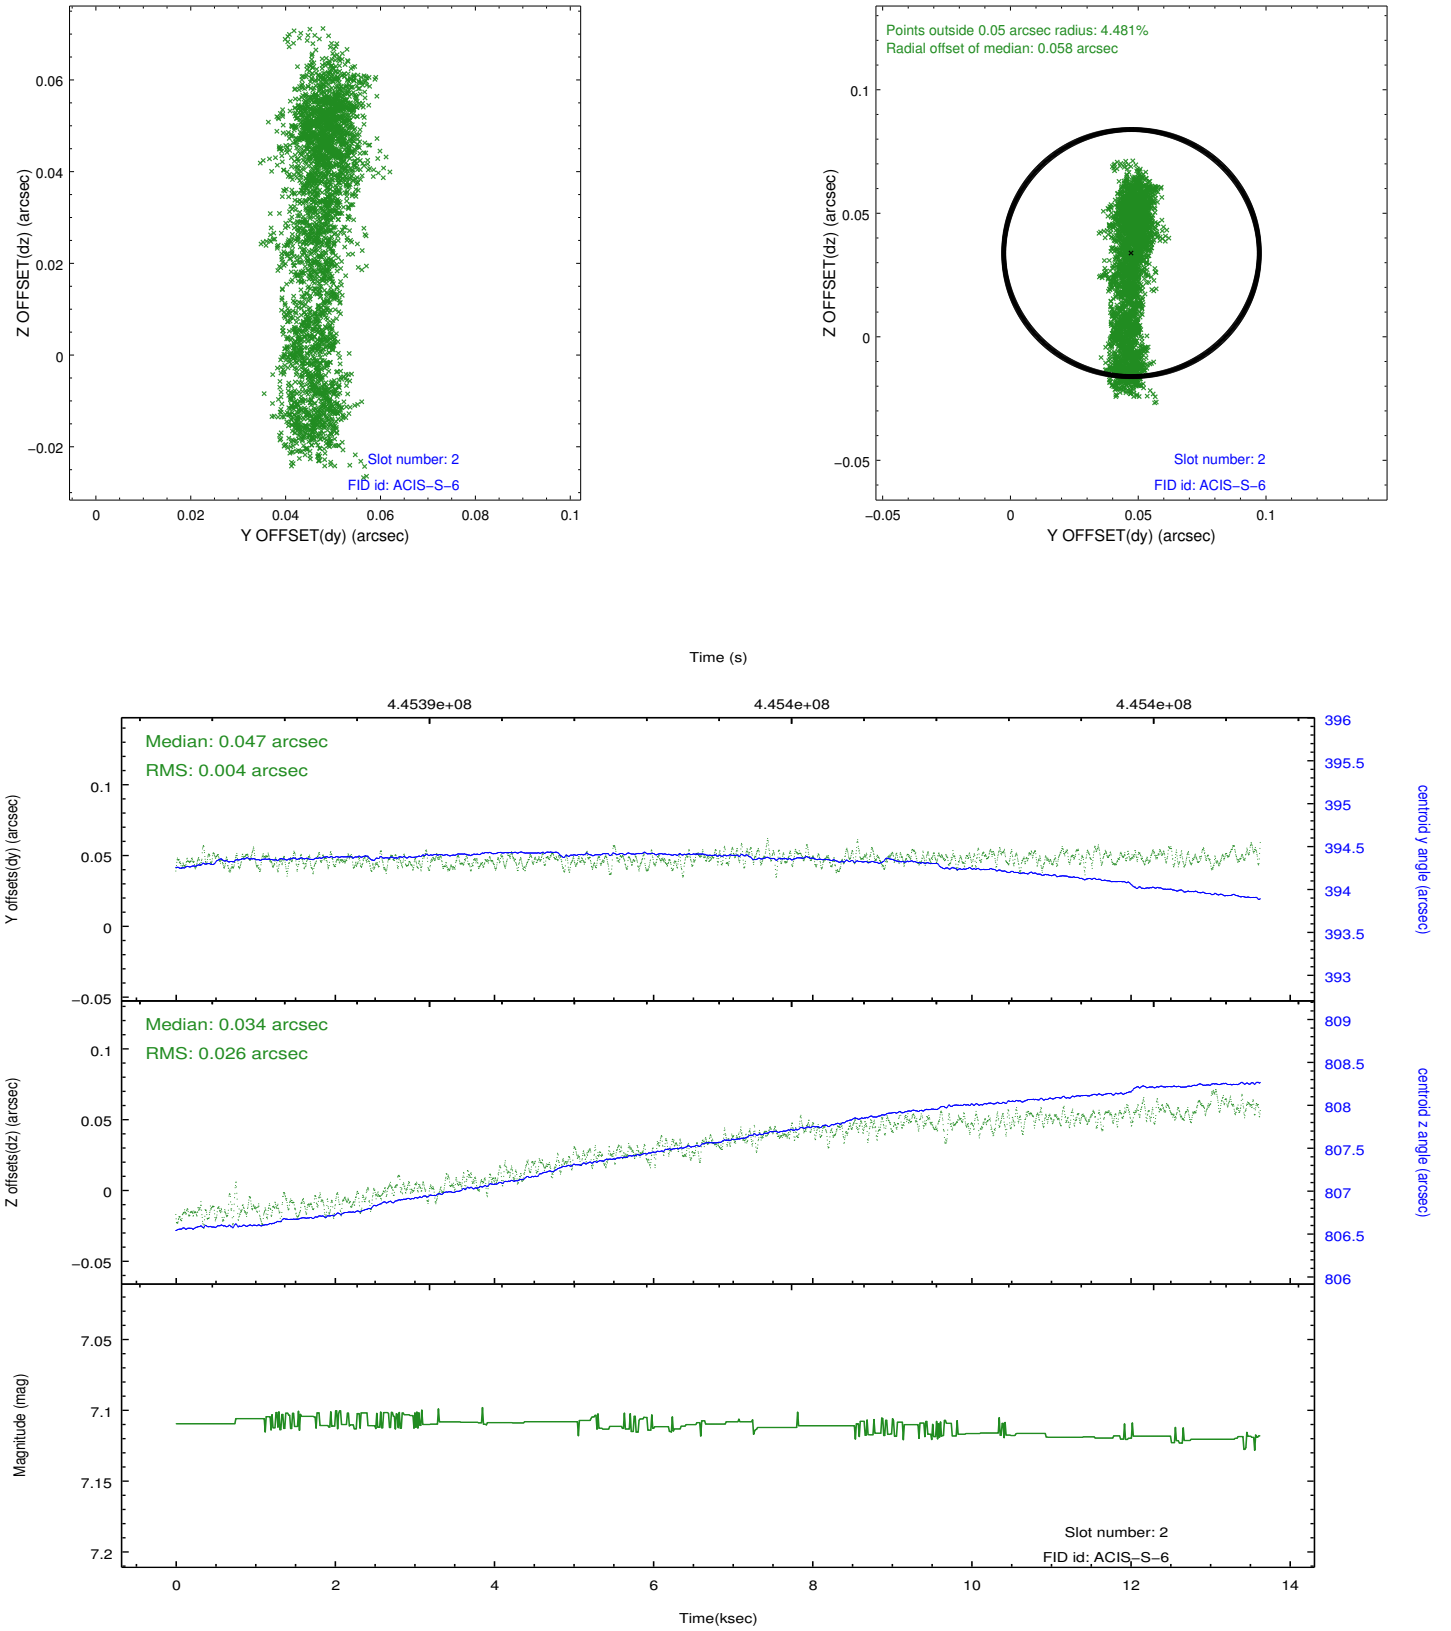 0.06
0.04
0.02
0
−0.02
Z OFFSET(dz) (arcsec)
Slot number: 2
FID id: ACIS−S−6
0 0.02 0.04 0.06 0.08 0.1
Y OFFSET(dy) (arcsec)
Points outside 0.05 arcsec radius: 4.481%
Radial offset of median: 0.058 arcsec
0.1
0.05
0
−0.05
Z OFFSET(dz) (arcsec)
Slot number: 2
FID id: ACIS−S−6
−0.05 0 0.05 0.1
Y OFFSET(dy) (arcsec)
Time (s)
4.4539e+08 4.454e+08 4.454e+08
Median: 0.047 arcsec
RMS: 0.004 arcsec
0.1
0.05
0
−0.05
Y offsets(dy) (arcsec)
396
395.5
395
394.5
394
393.5
393
centroid y angle (arcsec)
Median: 0.034 arcsec
RMS: 0.026 arcsec
0.1
0.05
0
−0.05
Z offsets(dz) (arcsec)
809
808.5
808
807.5
807
806.5
806
centroid z angle (arcsec)
7.05
7.1
7.15
7.2
Magnitude (mag)
Slot number: 2
FID id: ACIS−S−6
0 2 4 6 8 10 12 14
Time(ksec)